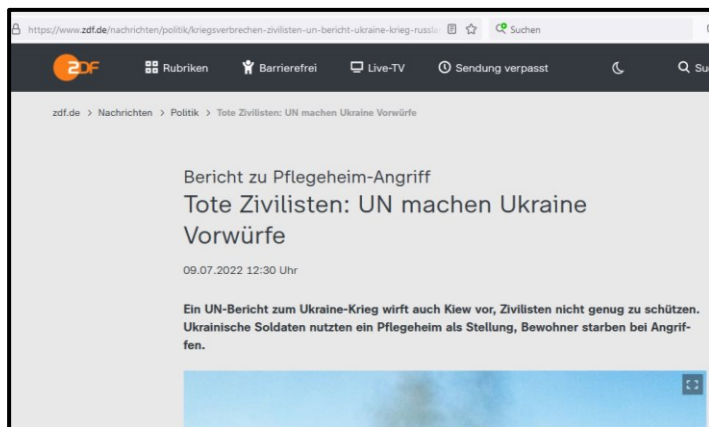 https://www.zdf.de/nachrichten/politik/kriegsverbrechen-zivilisten-un-bericht-ukraine-krieg-russla
Suchen
ZDF
Rubriken
Barrierefrei
Live-TV
Sendung verpasst
Su
zdf.de > Nachrichten > Politik > Tote Zivilisten: UN machen Ukraine Vorwürfe
Bericht zu Pflegeheim-Angriff
Tote Zivilisten: UN machen Ukraine
Vorwürfe
09.07.2022 12:30 Uhr
Ein UN-Bericht zum Ukraine-Krieg wirft auch Kiew vor, Zivilisten nicht genug zu schützen.
Ukrainische Soldaten nutzten ein Pflegeheim als Stellung, Bewohner starben bei Angrif-
fen.